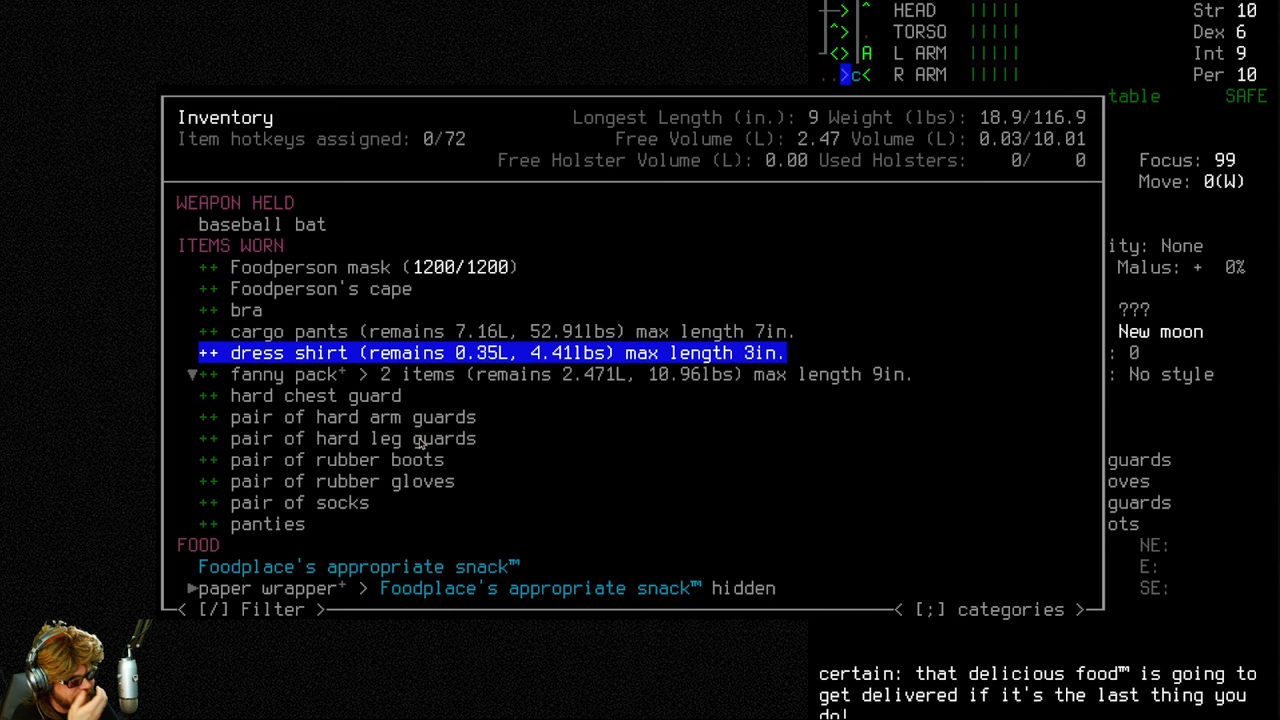 HEAD ||||| Str 10
TORSO ||||| Dex 6
L ARM ||||| Int 9
R ARM ||||| Per 10
table SAFE
Inventory Longest Length (in.): 9 Weight (lbs): 18.9/116.9
Item hotkeys assigned: 0/72 Free Volume (L): 2.47 Volume (L): 0.03/10.01
Free Holster Volume (L): 0.00 Used Holsters: 0/ 0
Focus: 99
Move: 0(W)
WEAPON HELD
baseball bat
ITEMS WORN
ity: None
++ Foodperson mask (1200/1200)
Malus: + 0%
++ Foodperson's cape
++ bra
???
++ cargo pants (remains 7.16L, 52.91lbs) max length 7in.
New moon
++ dress shirt (remains 0.35L, 4.41lbs) max length 3in.
: 0
▼++ fanny pack+ > 2 items (remains 2.471L, 10.96lbs) max length 9in.
: No style
++ hard chest guard
++ pair of hard arm guards
++ pair of hard leg guards
++ pair of rubber boots
guards
++ pair of rubber gloves
oves
++ pair of socks
guards
++ panties
ots
FOOD
NE:
Foodplace's appropriate snack™
E:
▶paper wrapper+ > Foodplace's appropriate snack™ hidden
SE:
< [/] Filter > < [;] categories >
certain: that delicious food™ is going to
get delivered if it's the last thing you
do!